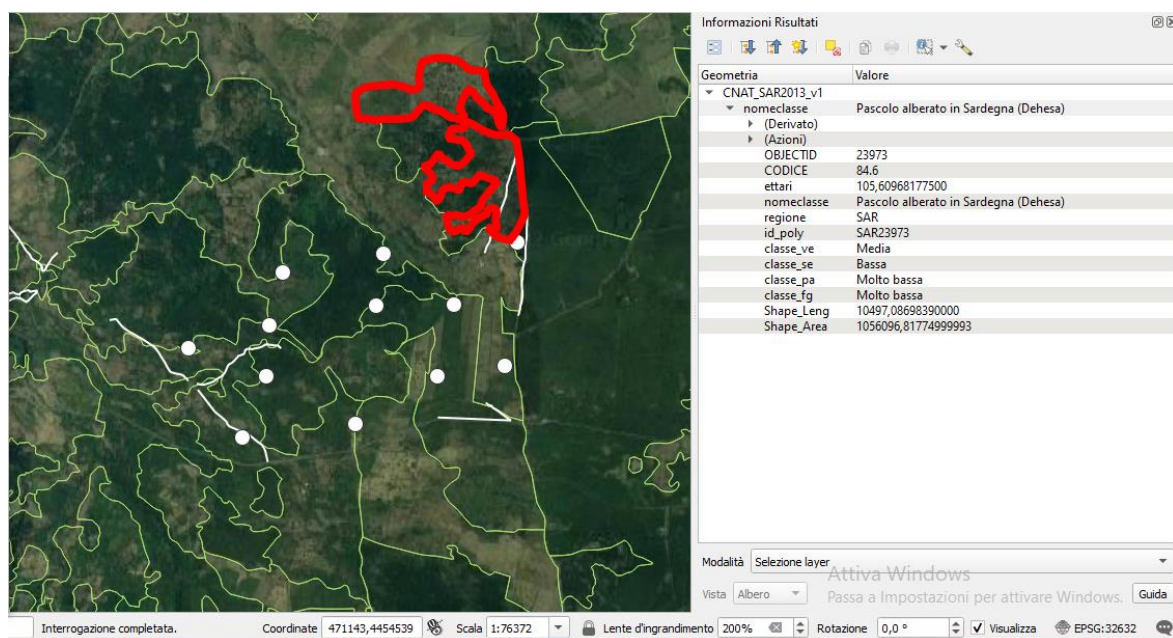 Informazioni Risultati
Geometria Valore
CNAT_SAR2013_v1
nomeclasse Pascolo alberato in Sardegna (Dehesa)
(Derivato)
(Azioni)
OBJECTID 23973
CODICE 84.6
ettari 105,60968177500
nomeclasse Pascolo alberato in Sardegna (Dehesa)
regione SAR
id_poly SAR23973
classe_ve Media
classe_se Bassa
classe_pa Molto bassa
classe_fg Molto bassa
Shape_Leng 10497,08698390000
Shape_Area 1056096,81774999993
Modalità Selezione layer
Attiva Windows
Vista Albero Passa a Impostazioni per attivare Windows. Guida
Interrogazione completata. Coordinate 471143,4454539 Scala 1:76372 Lente d'ingrandimento 200% Rotazione 0,0 ° Visualizza EPSG:32632